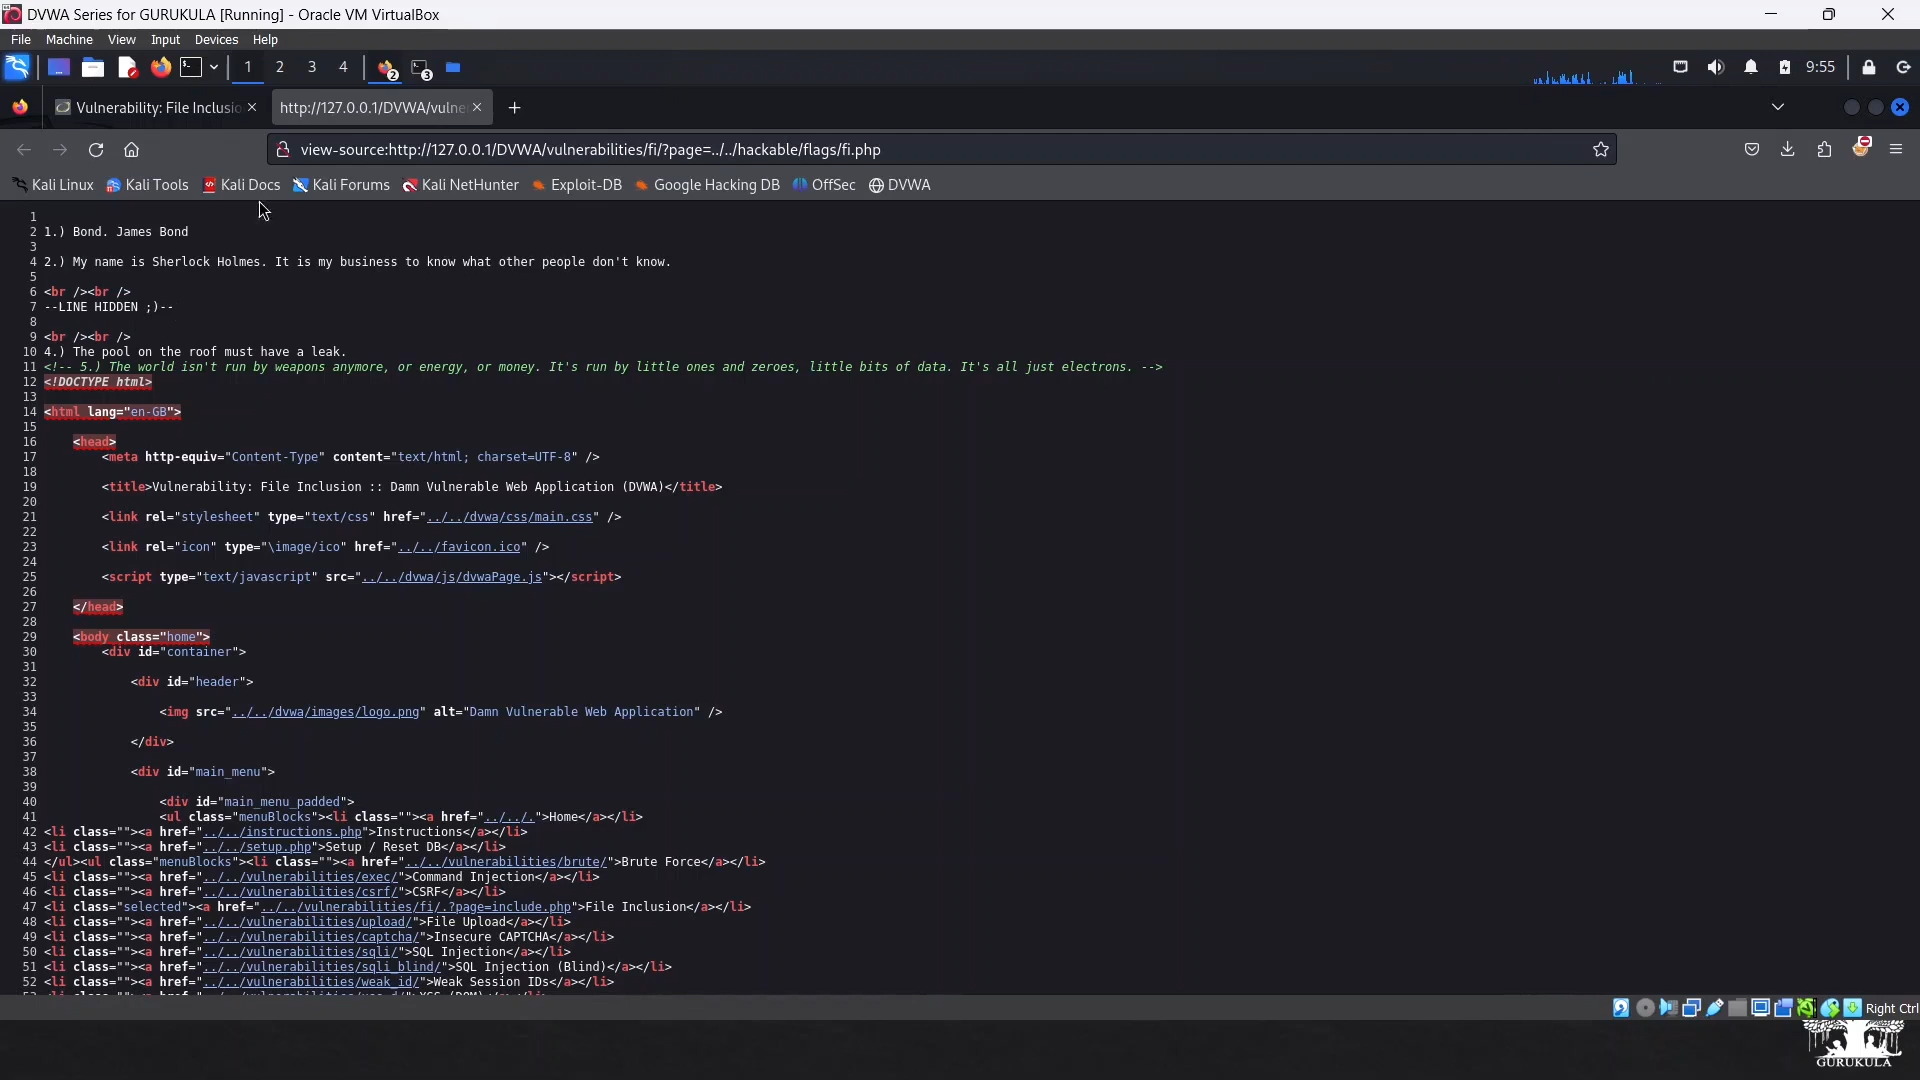 DVWA Series for GURUKULA [Running] - Oracle VM VirtualBox
File Machine View Input Devices Help
1 2 3 4 2 3 9:55
Vulnerability: File Inclusio http://127.0.0.1/DVWA/vulne
view-source:http://127.0.0.1/DVWA/vulnerabilities/fi/?page=../../hackable/flags/fi.php
Kali Linux Kali Tools Kali Docs Kali Forums Kali NetHunter Exploit-DB Google Hacking DB OffSec DVWA
1
2 1.) Bond. James Bond
3
4 2.) My name is Sherlock Holmes. It is my business to know what other people don't know.
5
6 <br /><br />
7 --LINE HIDDEN ;)--
8
9 <br /><br />
10 4.) The pool on the roof must have a leak.
11 <!-- 5.) The world isn't run by weapons anymore, or energy, or money. It's run by little ones and zeroes, little bits of data. It's all just electrons. -->
12 <!DOCTYPE html>
13
14 <html lang="en-GB">
15
16 <head>
17 <meta http-equiv="Content-Type" content="text/html; charset=UTF-8" />
18
19 <title>Vulnerability: File Inclusion :: Damn Vulnerable Web Application (DVWA)</title>
20
21 <link rel="stylesheet" type="text/css" href="../../dvwa/css/main.css" />
22
23 <link rel="icon" type="\image/ico" href="../../favicon.ico" />
24
25 <script type="text/javascript" src="../../dvwa/js/dvwaPage.js"></script>
26
27 </head>
28
29 <body class="home">
30 <div id="container">
31
32 <div id="header">
33
34 <img src="../../dvwa/images/logo.png" alt="Damn Vulnerable Web Application" />
35
36 </div>
37
38 <div id="main_menu">
39
40 <div id="main_menu_padded">
41 <ul class="menuBlocks"><li class=""><a href="../../.">Home</a></li>
42 <li class=""><a href="../../instructions.php">Instructions</a></li>
43 <li class=""><a href="../../setup.php">Setup / Reset DB</a></li>
44 </ul><ul class="menuBlocks"><li class=""><a href="../../vulnerabilities/brute/">Brute Force</a></li>
45 <li class=""><a href="../../vulnerabilities/exec/">Command Injection</a></li>
46 <li class=""><a href="../../vulnerabilities/csrf/">CSRF</a></li>
47 <li class="selected"><a href="../../vulnerabilities/fi/.?page=include.php">File Inclusion</a></li>
48 <li class=""><a href="../../vulnerabilities/upload/">File Upload</a></li>
49 <li class=""><a href="../../vulnerabilities/captcha/">Insecure CAPTCHA</a></li>
50 <li class=""><a href="../../vulnerabilities/sqli/">SQL Injection</a></li>
51 <li class=""><a href="../../vulnerabilities/sqli_blind/">SQL Injection (Blind)</a></li>
52 <li class=""><a href="../../vulnerabilities/weak_id/">Weak Session IDs</a></li>
Right Ctrl
GURUKULA